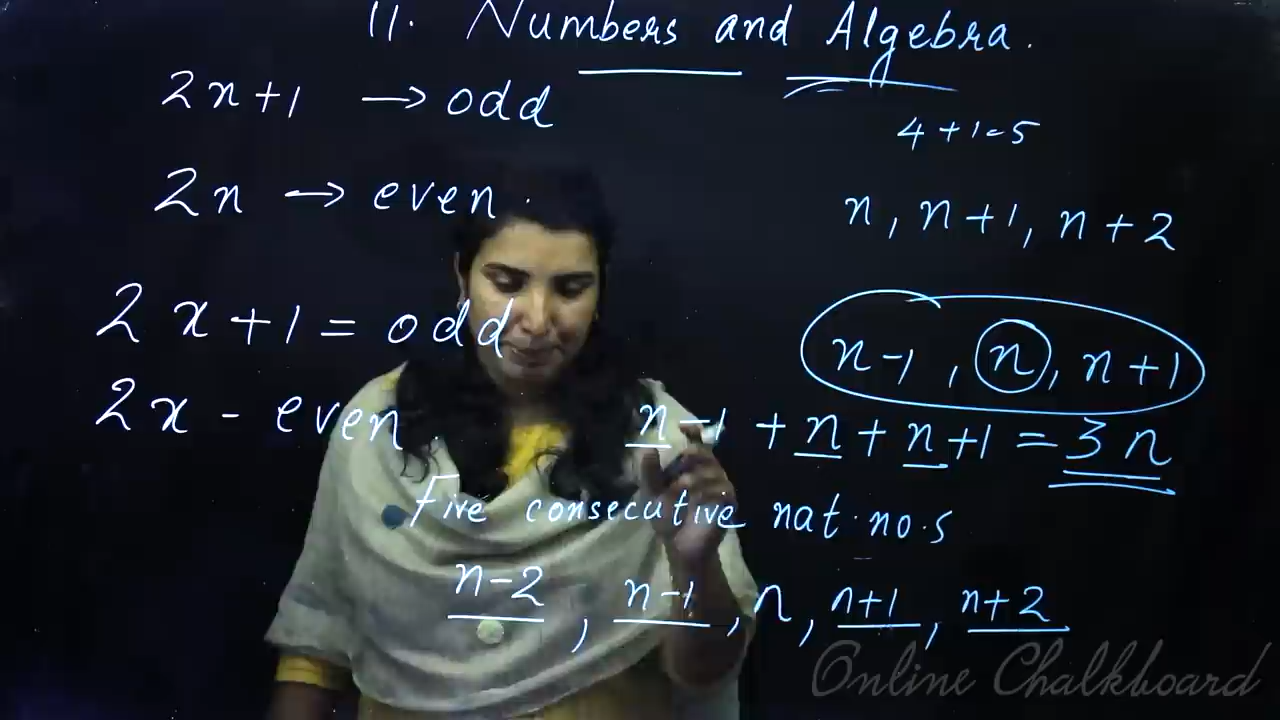 11. Numbers and Algebra.
2n+1 → odd
4+1=5
2n → even.
n, n+1, n+2
2x+1 = odd
n-1, n, n+1
2x - even.
n-1 + n + n+1 = 3n
Five consecutive nat. no.s
n-2, n-1, n, n+1, n+2
Online Chalkboard